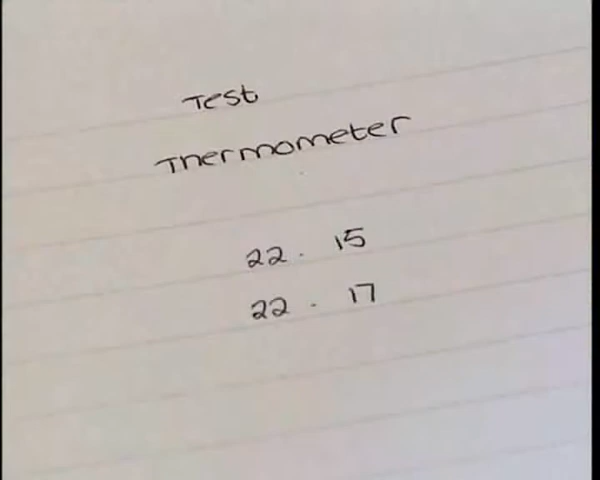 Test
Thermometer
22 . 15
22 . 17